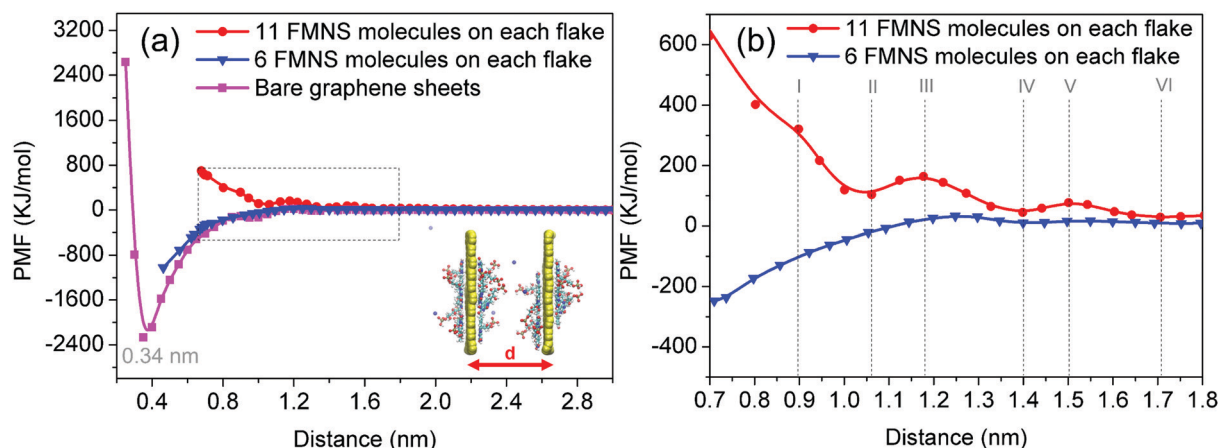 (a)
11 FMNS molecules on each flake
6 FMNS molecules on each flake
Bare graphene sheets
PMF (KJ/mol)
3200
2400
1600
800
0
-800
-1600
-2400
0.34 nm
d
0.4 0.8 1.2 1.6 2.0 2.4 2.8
Distance (nm)
(b)
11 FMNS molecules on each flake
6 FMNS molecules on each flake
I II III IV V VI
PMF (KJ/mol)
600
400
200
0
-200
-400
0.7 0.8 0.9 1.0 1.1 1.2 1.3 1.4 1.5 1.6 1.7 1.8
Distance (nm)